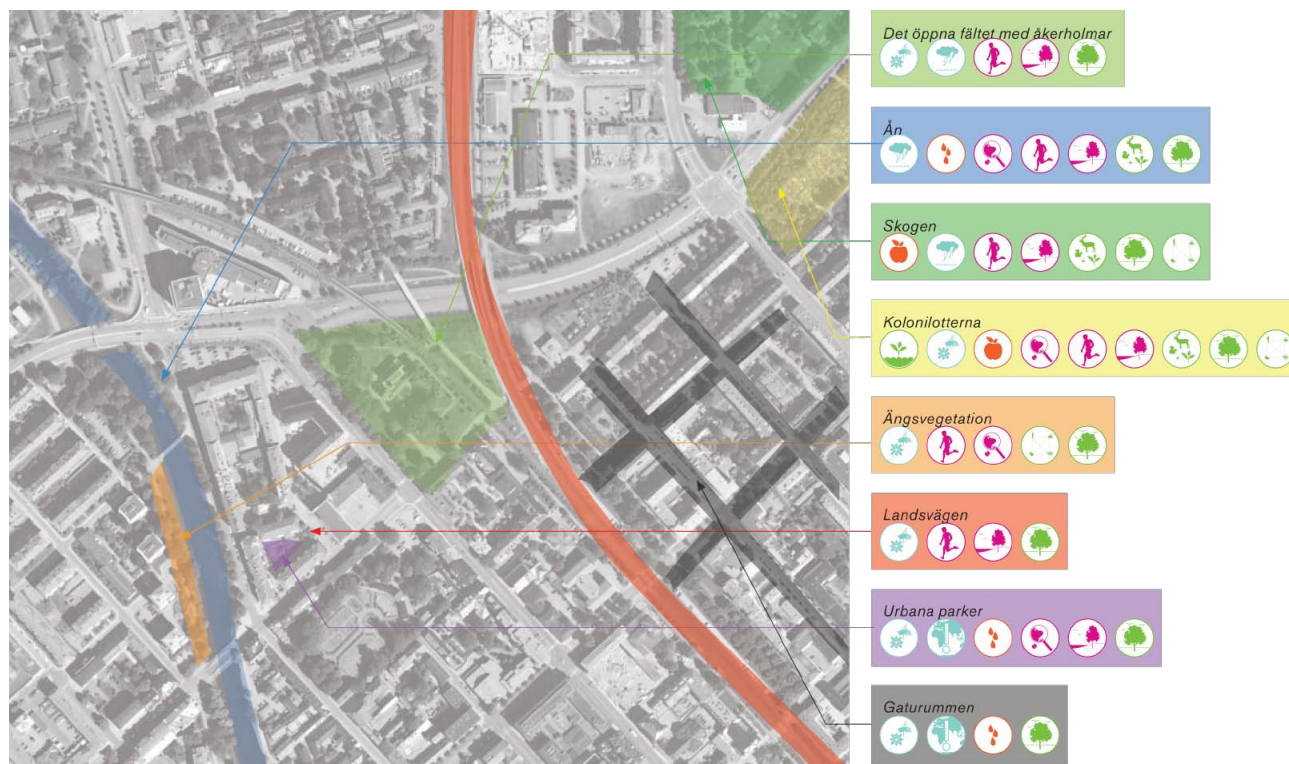 Det öppna fältet med åkerholmar
Ån
Skogen
Kolonilotterna
Ängsvegetation
Landsvägen
Urbana parker
Gaturummen